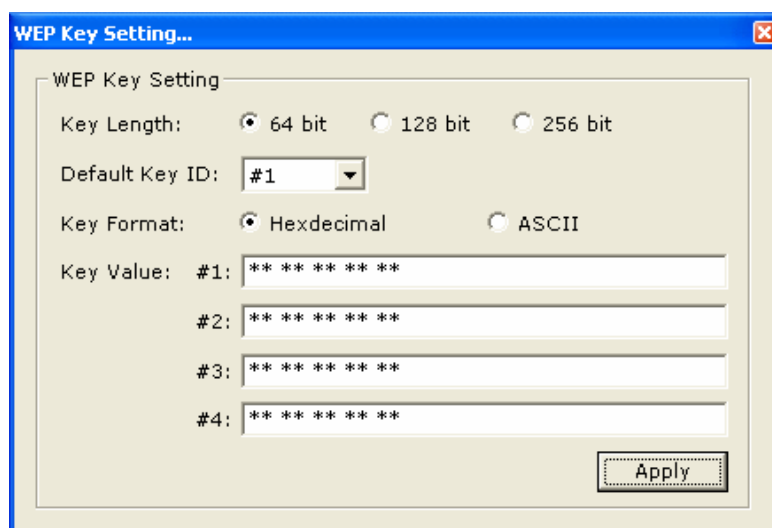 WEP Key Setting...
WEP Key Setting
Key Length: 64 bit 128 bit 256 bit
Default Key ID: #1
Key Format: Hexdecimal ASCII
Key Value: #1: ** ** ** ** **
#2: ** ** ** ** **
#3: ** ** ** ** **
#4: ** ** ** ** **
Apply